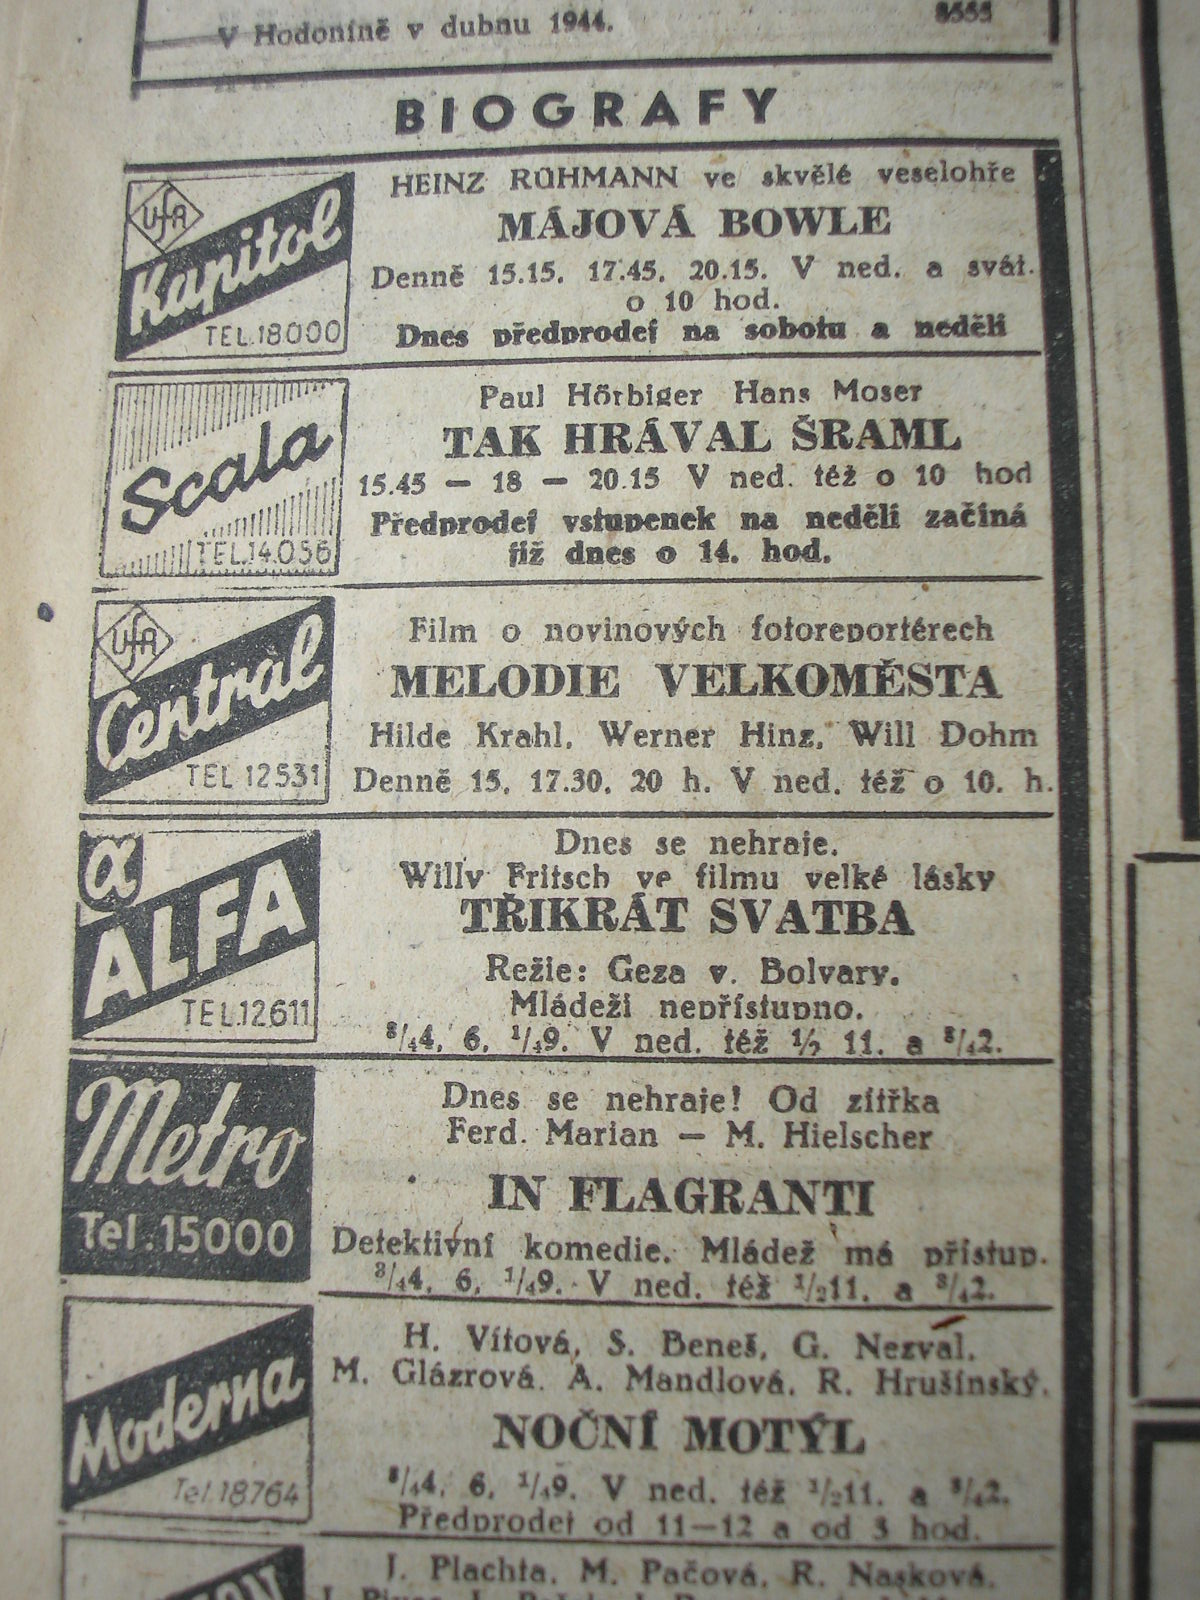 V Hodoníně v dubnu 1944.
8555
BIOGRAFY
UFA
Kapitol
TEL.18000
HEINZ RÜHMANN ve skvělé veselohře
MÁJOVÁ BOWLE
Denně 15.15, 17.45, 20.15. V ned. a svát.
o 10 hod.
Dnes předprodej na sobotu a neděli
Scala
TEL.14.056
Paul Hörbiger Hans Moser
TAK HRÁVAL ŠRAML
15.45 — 18 — 20.15 V ned. též o 10 hod
Předprodej vstupenek na neděli začíná
již dnes o 14. hod.
UFA
Central
TEL 12531
Film o novinových fotoreportérech
MELODIE VELKOMĚSTA
Hilde Krahl, Werner Hinz, Will Dohm
Denně 15, 17.30, 20 h. V ned. též o 10. h.
α
ALFA
TEL.12611
Dnes se nehraje.
Willy Fritsch ve filmu velké lásky
TŘIKRÁT SVATBA
Režie: Geza v. Bolvary.
Mládeži nepřístupno.
3/44, 6, 1/49. V ned. též 1/2 11. a 3/42.
Metro
Tel.15000
Dnes se nehraje! Od zítřka
Ferd. Marian — M. Hielscher
IN FLAGRANTI
Detektivní komedie. Mládež má přístup.
3/44, 6, 1/49. V ned. též 1/211. a 3/42.
Moderna
Tel.18764
H. Vítová, S. Beneš, G. Nezval,
M. Glázrová, A. Mandlová, R. Hrušínský.
NOČNÍ MOTÝL
3/44, 6, 1/49. V ned. též 1/211. a 3/42.
Předprodej od 11—12 a od 3 hod.
J. Plachta, M. Pačová, R. Nasková,